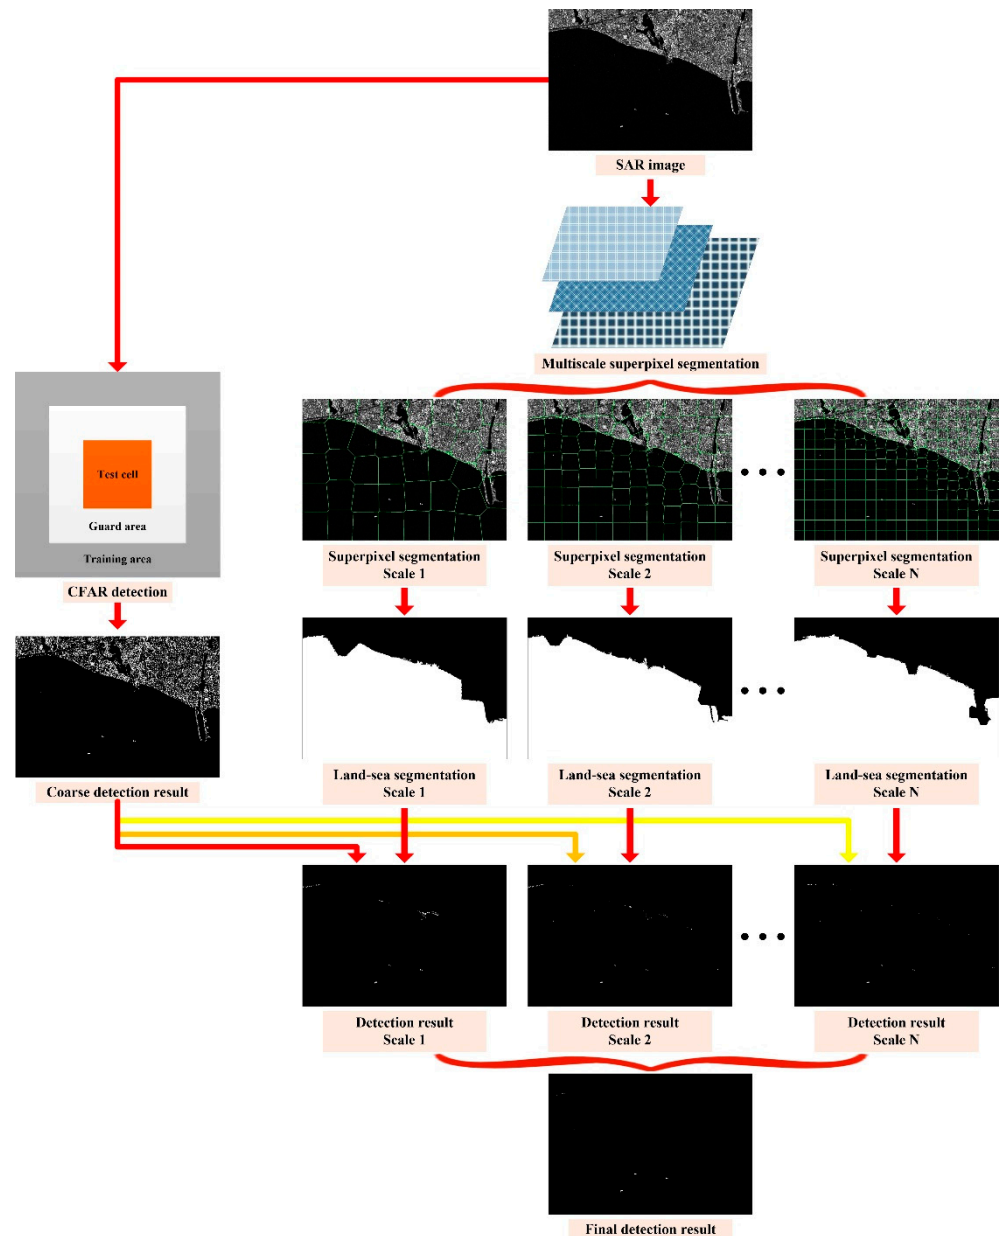 SAR image
Multiscale superpixel segmentation
Test cell
Guard area
Training area
CFAR detection
Superpixel segmentation
Scale 1
Superpixel segmentation
Scale 2
Superpixel segmentation
Scale N
Coarse detection result
Land-sea segmentation
Scale 1
Land-sea segmentation
Scale 2
Land-sea segmentation
Scale N
Detection result
Scale 1
Detection result
Scale 2
Detection result
Scale N
Final detection result